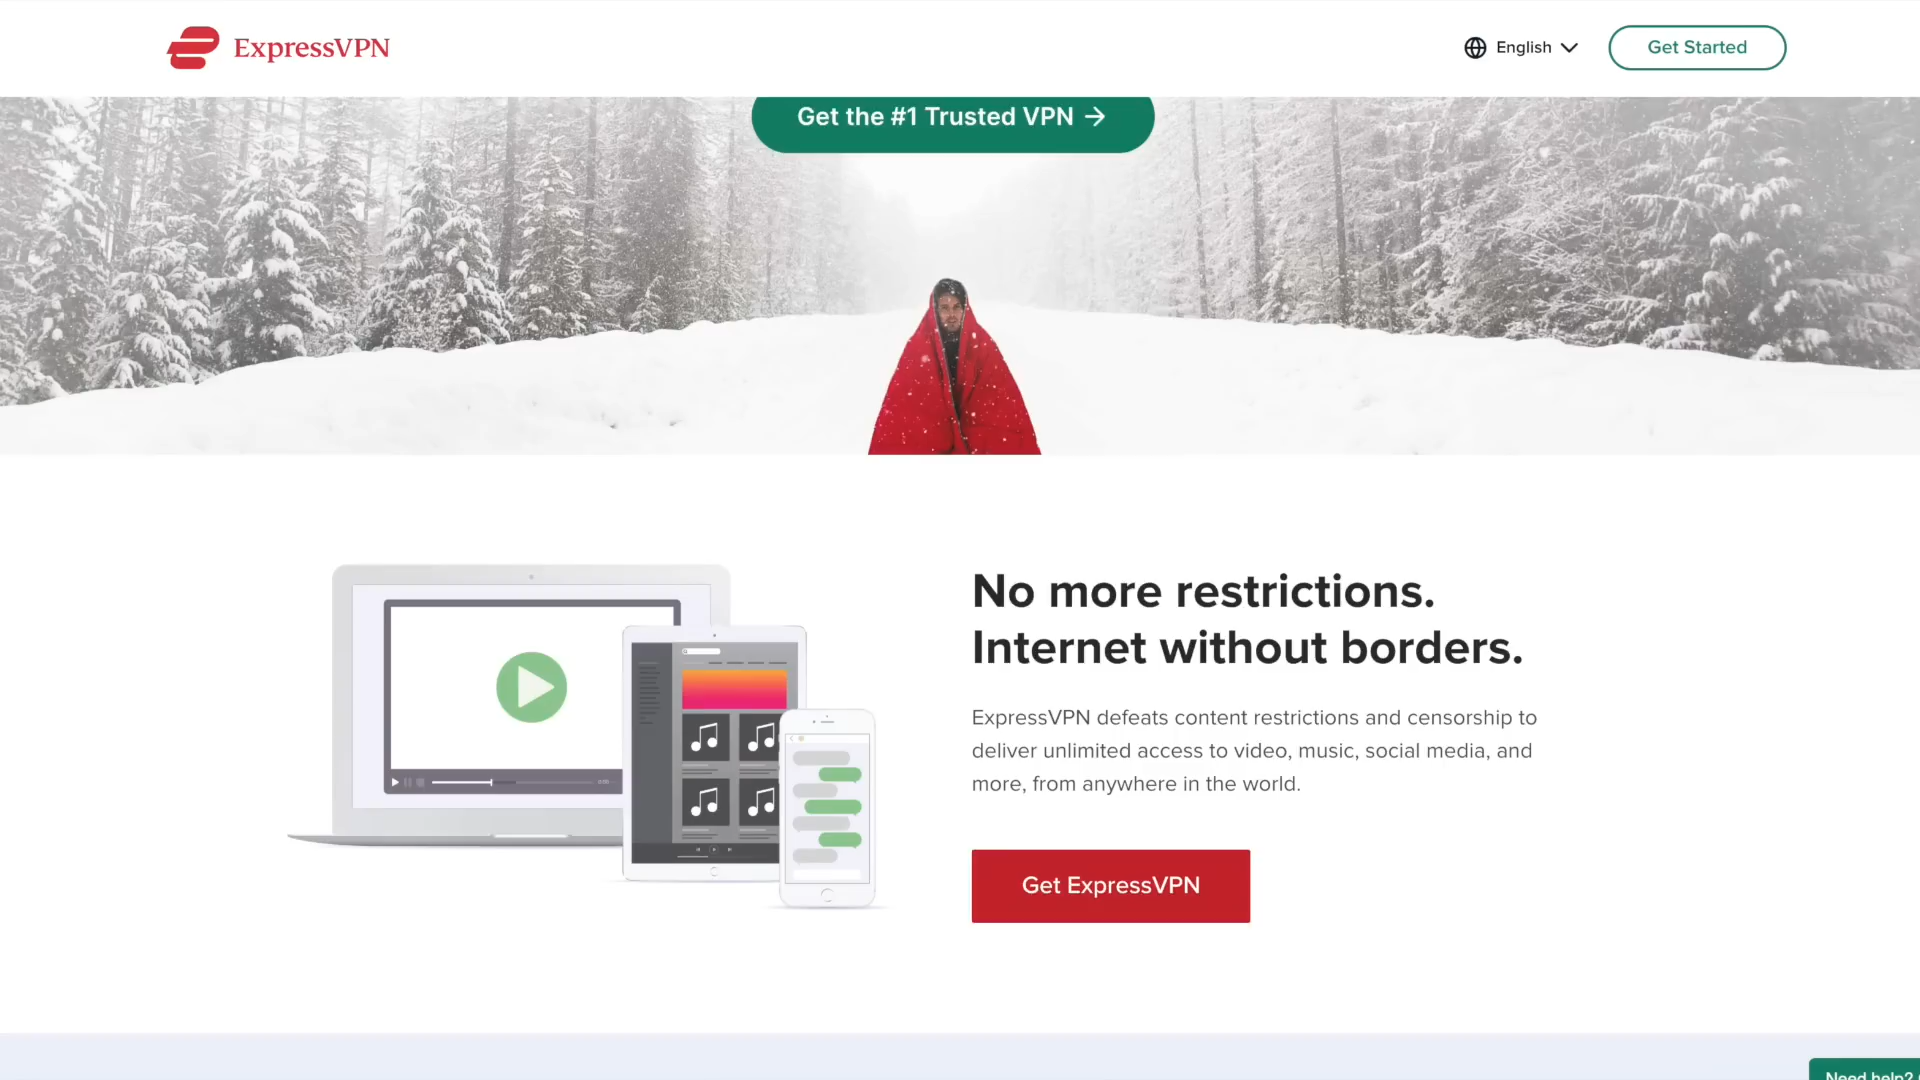 ExpressVPN
English
Get Started
Get the #1 Trusted VPN →
No more restrictions.
Internet without borders.
ExpressVPN defeats content restrictions and censorship to
deliver unlimited access to video, music, social media, and
more, from anywhere in the world.
Get ExpressVPN
Need help?